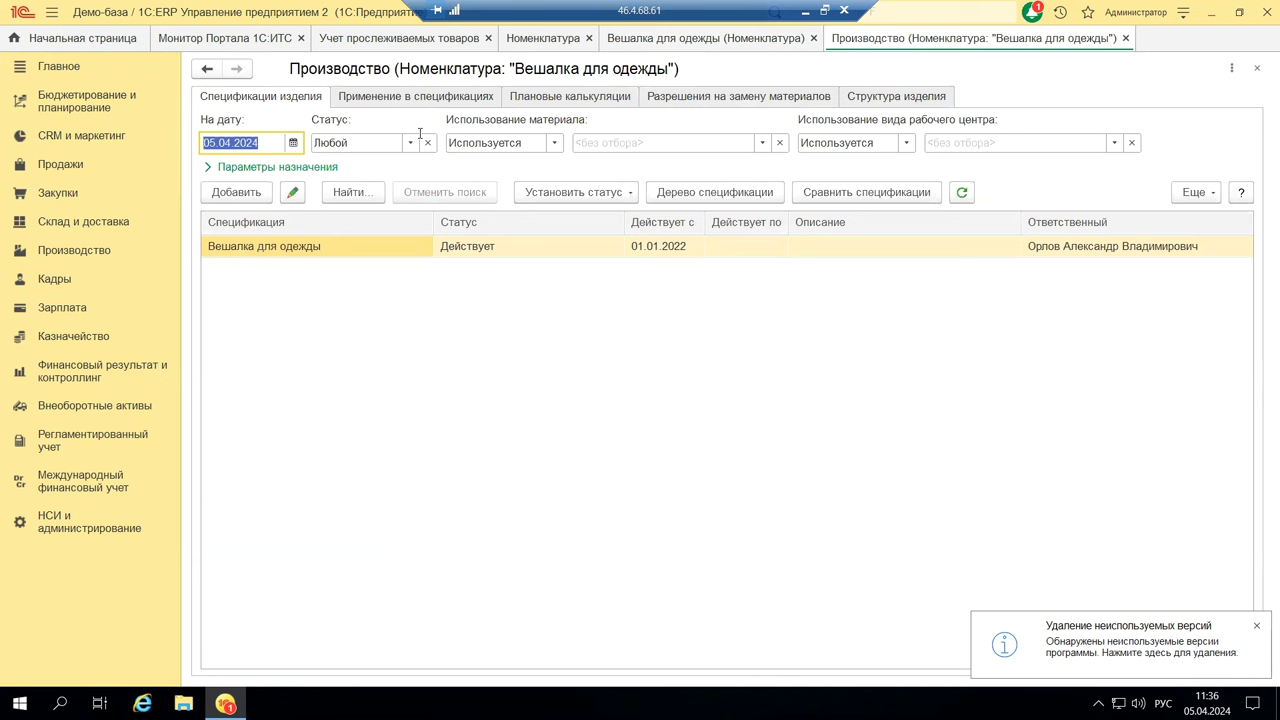 Демо-база / 1С:ERP Управление предприятием 2 (1С:Предприятие
46.4.68.61
Администратор
Начальная страница
Монитор Портала 1С:ИТС
Учет прослеживаемых товаров
Номенклатура
Вешалка для одежды (Номенклатура)
Производство (Номенклатура: "Вешалка для одежды")
Главное
Бюджетирование и
планирование
CRM и маркетинг
Продажи
Закупки
Склад и доставка
Производство
Кадры
Зарплата
Казначейство
Финансовый результат и
контроллинг
Внеоборотные активы
Регламентированный
учет
Международный
финансовый учет
НСИ и
администрирование
Производство (Номенклатура: "Вешалка для одежды")
Спецификации изделия
Применение в спецификациях
Плановые калькуляции
Разрешения на замену материалов
Структура изделия
На дату:
Статус:
Использование материала:
Использование вида рабочего центра:
05.04.2024
Любой
Используется
<без отбора>
Используется
<без отбора>
Параметры назначения
Добавить
Найти...
Отменить поиск
Установить статус
Дерево спецификации
Сравнить спецификации
Еще
?
Спецификация
Статус
Действует с
Действует по
Описание
Ответственный
Вешалка для одежды
Действует
01.01.2022
Орлов Александр Владимирович
Удаление неиспользуемых версий
Обнаружены неиспользуемые версии
программы. Нажмите здесь для удаления.
РУС
11:36
05.04.2024